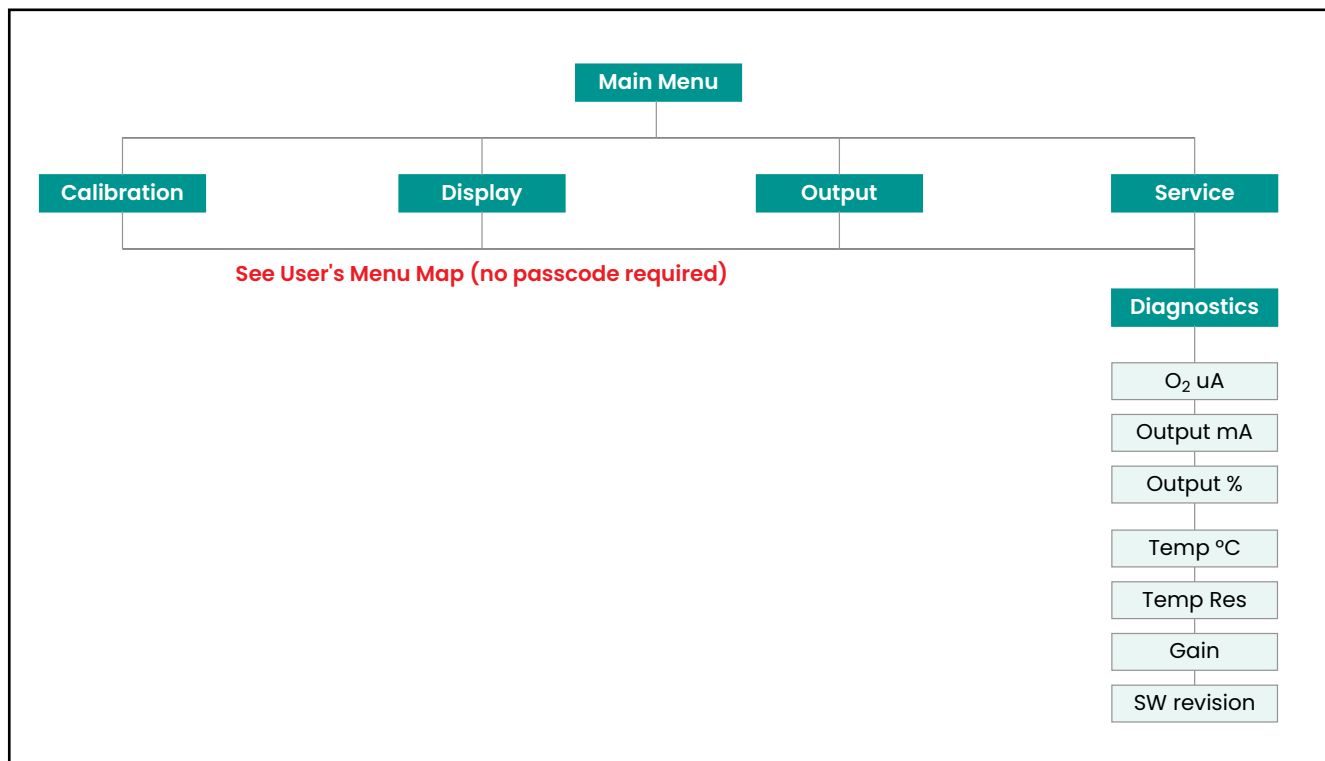 Main Menu
Calibration
Display
Output
Service
See User's Menu Map (no passcode required)
Diagnostics
O₂ uA
Output mA
Output %
Temp °C
Temp Res
Gain
SW revision